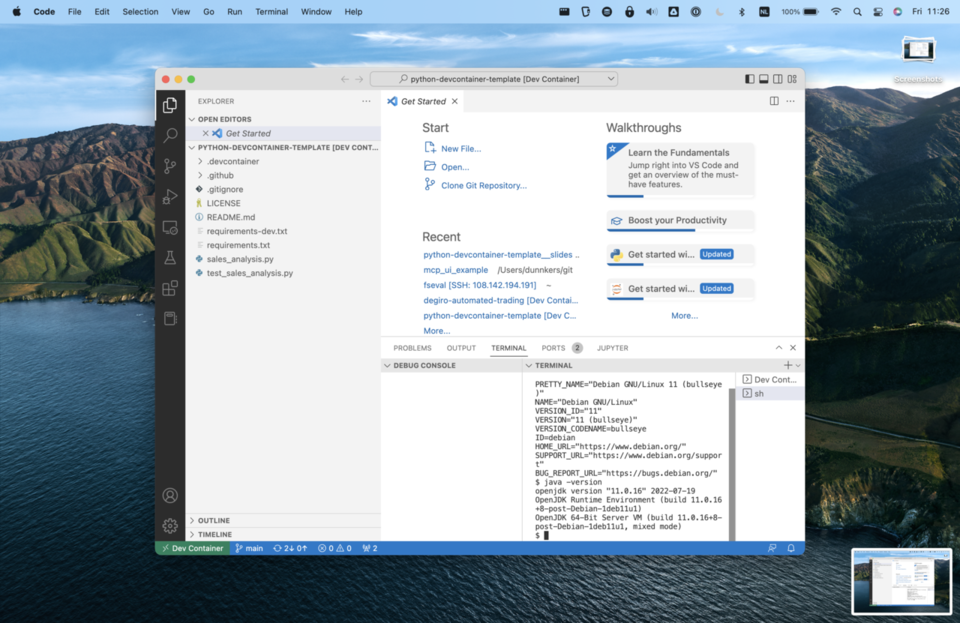 Code File Edit Selection View Go Run Terminal Window Help NL 100% Fri 11:26
Screenshots
python-devcontainer-template [Dev Container]
EXPLORER
OPEN EDITORS
Get Started
PYTHON-DEVCONTAINER-TEMPLATE [DEV CONT...
.devcontainer
.github
.gitignore
LICENSE
README.md
requirements-dev.txt
requirements.txt
sales_analysis.py
test_sales_analysis.py
OUTLINE
TIMELINE
Get Started
Start
New File...
Open...
Clone Git Repository...
Recent
python-devcontainer-template__slides ..
mcp_ui_example /Users/dunnkers/git
fseval [SSH: 108.142.194.191] ~
degiro-automated-trading [Dev Contai...
python-devcontainer-template [Dev C...
More...
Walkthroughs
Learn the Fundamentals
Jump right into VS Code and
get an overview of the must-
have features.
Boost your Productivity
Get started wi... Updated
Get started wi... Updated
More...
PROBLEMS OUTPUT TERMINAL PORTS 2 JUPYTER
DEBUG CONSOLE
TERMINAL
PRETTY_NAME="Debian GNU/Linux 11 (bullseye
)"
NAME="Debian GNU/Linux"
VERSION_ID="11"
VERSION="11 (bullseye)"
VERSION_CODENAME=bullseye
ID=debian
HOME_URL="https://www.debian.org/"
SUPPORT_URL="https://www.debian.org/suppor
t"
BUG_REPORT_URL="https://bugs.debian.org/"
$ java -version
openjdk version "11.0.16" 2022-07-19
OpenJDK Runtime Environment (build 11.0.16
+8-post-Debian-1deb11u1)
OpenJDK 64-Bit Server VM (build 11.0.16+8-
post-Debian-1deb11u1, mixed mode)
$
Dev Cont...
sh
Dev Container main 2↓ 0↑ 0 0 2